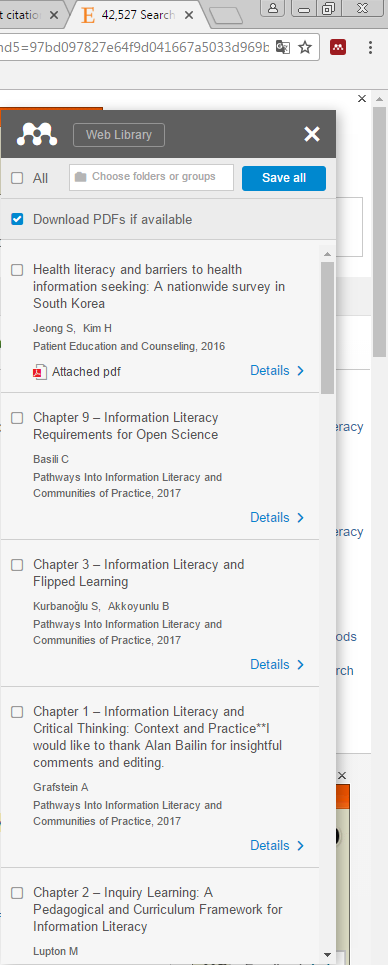 t citatio
42,527 Search
md5=97bd097827e64f9d041667a5033d969b
Web Library
All
Choose folders or groups
Save all
Download PDFs if available
Health literacy and barriers to health
information seeking: A nationwide survey in
South Korea
Jeong S, Kim H
Patient Education and Counseling, 2016
Attached pdf
Details
Chapter 9 – Information Literacy
Requirements for Open Science
Basili C
Pathways Into Information Literacy and
Communities of Practice, 2017
Details
eracy
Chapter 3 – Information Literacy and
Flipped Learning
Kurbanoğlu S, Akkoyunlu B
Pathways Into Information Literacy and
Communities of Practice, 2017
Details
eracy
ods
rch
Chapter 1 – Information Literacy and
Critical Thinking: Context and Practice**I
would like to thank Alan Bailin for insightful
comments and editing.
Grafstein A
Pathways Into Information Literacy and
Communities of Practice, 2017
Details
Chapter 2 – Inquiry Learning: A
Pedagogical and Curriculum Framework for
Information Literacy
Lupton M